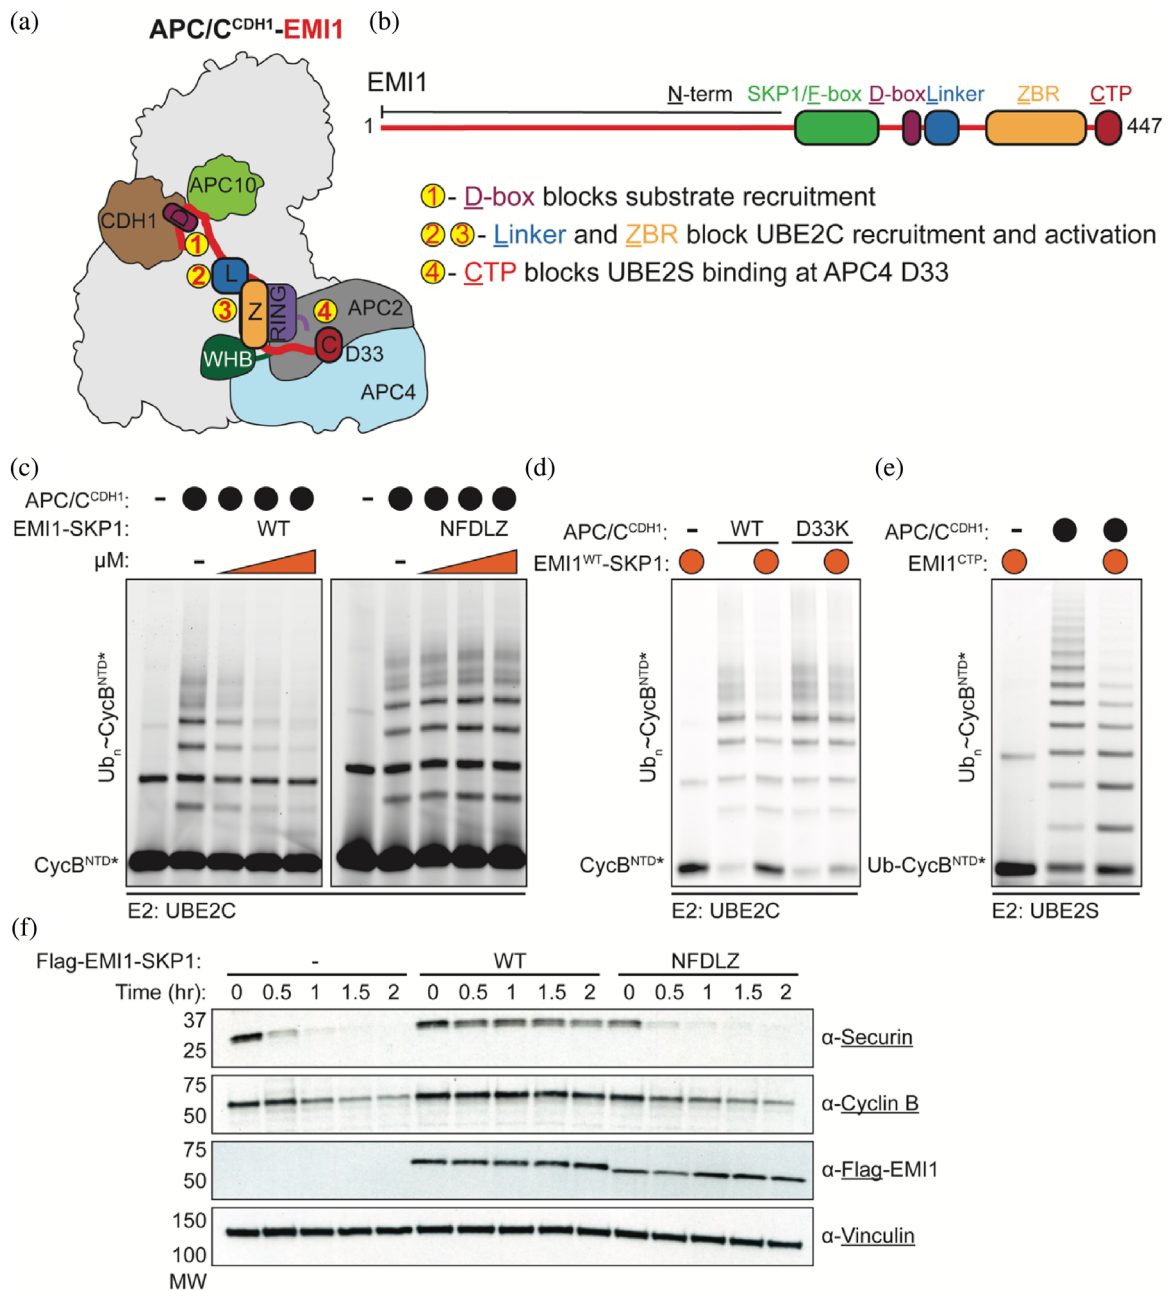 (a)
APC/C^CDH1-EMI1
APC10
CDH1
D
1
2
L
3
Z
RING
4
APC2
WHB
C
D33
APC4
(b)
EMI1
N-term
SKP1/F-box
D-box
Linker
ZBR
CTP
1
447
1 - D-box blocks substrate recruitment
2 3 - Linker and ZBR block UBE2C recruitment and activation
4 - CTP blocks UBE2S binding at APC4 D33
(c)
APC/C^CDH1: - -
EMI1-SKP1: WT NFDLZ
μM: - -
Ub_n~CycB^NTD*
CycB^NTD*
E2: UBE2C
(d)
APC/C^CDH1: - WT D33K
EMI1^WT-SKP1:
Ub_n~CycB^NTD*
CycB^NTD*
E2: UBE2C
(e)
APC/C^CDH1: -
EMI1^CTP:
Ub_n~CycB^NTD*
Ub-CycB^NTD*
E2: UBE2S
(f)
Flag-EMI1-SKP1: - WT NFDLZ
Time (hr): 0 0.5 1 1.5 2 0 0.5 1 1.5 2 0 0.5 1 1.5 2
37
25
α-Securin
75
50
α-Cyclin B
75
50
α-Flag-EMI1
150
100
α-Vinculin
MW